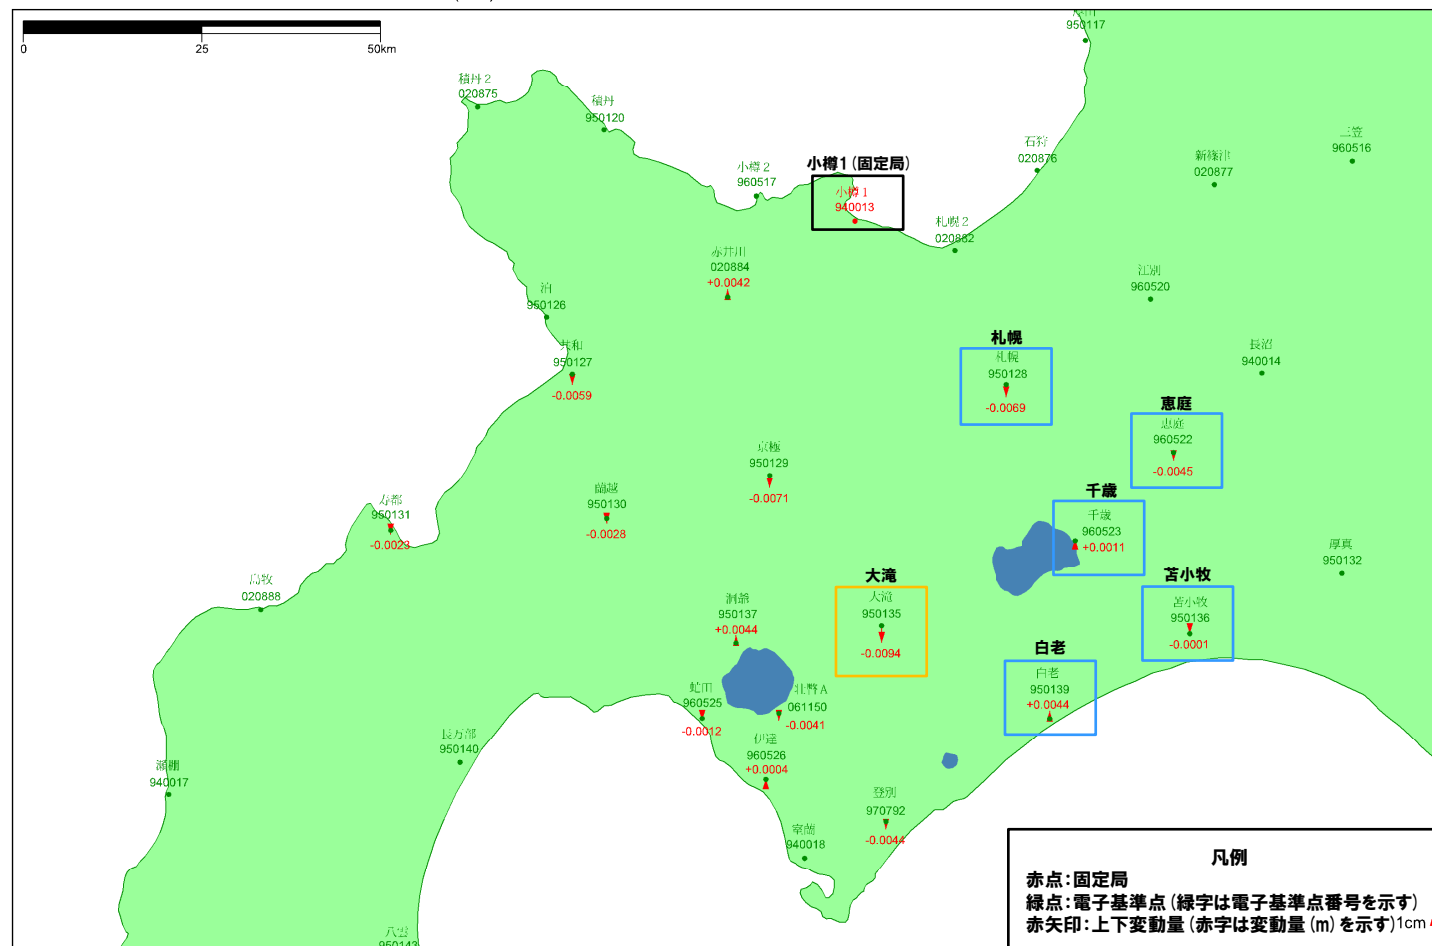 0
25
50km
950117
積丹2
020875
積丹
950120
小樽2
960517
小樽1(固定局)
小樽1
940013
石狩
020876
新篠津
020877
三笠
960516
札幌2
020882
赤井川
020884
+0.0042
江別
960520
泊
950126
共和
950127
-0.0059
札幌
札幌
950128
-0.0069
長沼
940014
恵庭
恵庭
960522
-0.0045
京極
950129
-0.0071
蘭越
950130
-0.0028
寿都
950131
-0.0023
千歳
千歳
960523
+0.0011
厚真
950132
島牧
020888
大滝
大滝
950135
-0.0094
苫小牧
苫小牧
950136
-0.0001
洞爺
950137
+0.0044
白老
白老
950139
+0.0044
虻田
960525
-0.0012
壮瞥A
061150
-0.0041
伊達
960526
+0.0004
長万部
950140
瀬棚
940017
登別
970792
-0.0044
室蘭
940018
八雲
950143
凡例
赤点:固定局
緑点:電子基準点(緑字は電子基準点番号を示す)
赤矢印:上下変動量(赤字は変動量(m)を示す)1cm